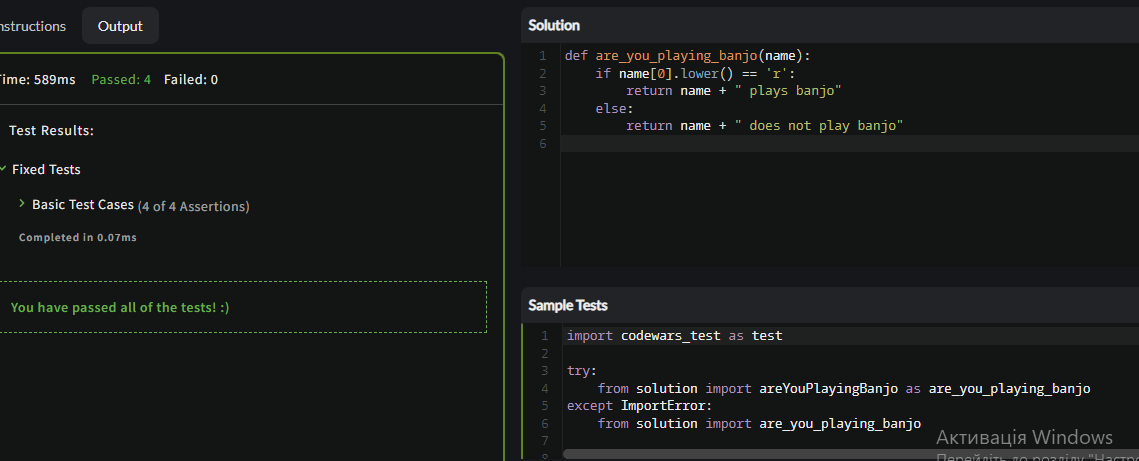 nstructions
Output
Time: 589ms Passed: 4 Failed: 0
Test Results:
Fixed Tests
Basic Test Cases (4 of 4 Assertions)
Completed in 0.07ms
You have passed all of the tests! :)
Solution
1 def are_you_playing_banjo(name):
2     if name[0].lower() == 'r':
3         return name + " plays banjo"
4     else:
5         return name + " does not play banjo"
6
Sample Tests
1 import codewars_test as test
2
3 try:
4     from solution import areYouPlayingBanjo as are_you_playing_banjo
5 except ImportError:
6     from solution import are_you_playing_banjo
7
8
Активація Windows
Перейдіть до розділу "Настро